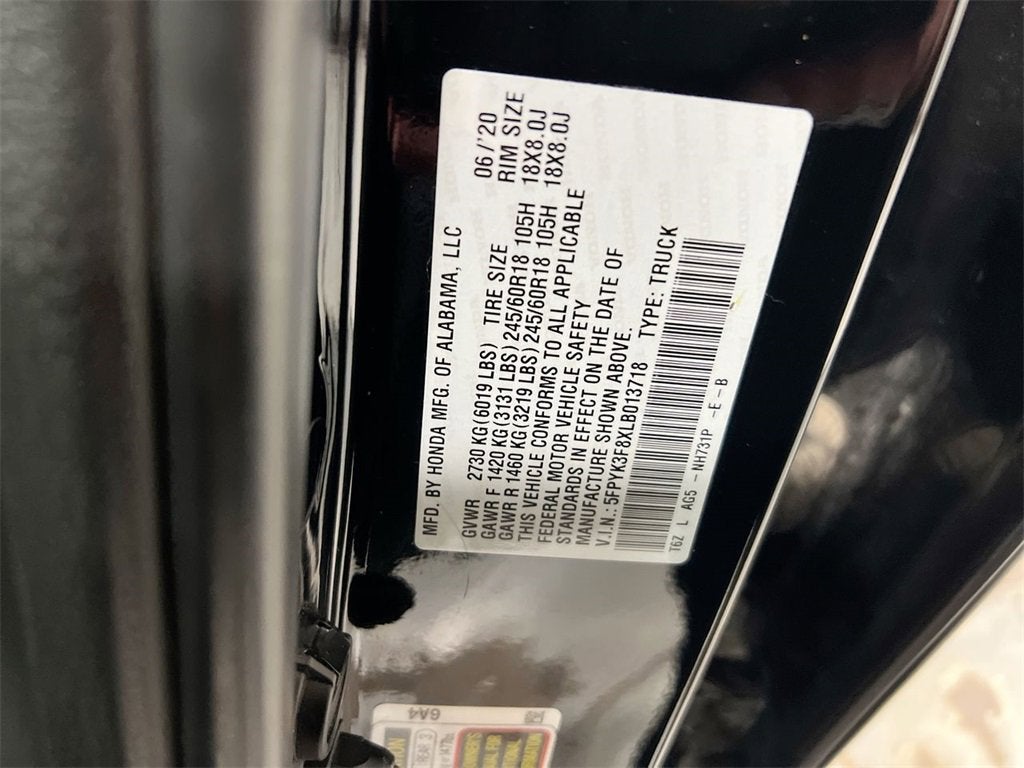 MFD. BY HONDA MFG. OF ALABAMA, LLC
06/'20
GVWR 2730 KG(6019 LBS) TIRE SIZE RIM SIZE
GAWR F 1420 KG(3131 LBS) 245/60R18 105H 18X8.0J
GAWR R 1460 KG(3219 LBS) 245/60R18 105H 18X8.0J
THIS VEHICLE CONFORMS TO ALL APPLICABLE
FEDERAL MOTOR VEHICLE SAFETY
STANDARDS IN EFFECT ON THE DATE OF
MANUFACTURE SHOWN ABOVE.
V.I.N.: 5FPYK3F8XLB013718 TYPE: TRUCK
T6Z L AG5 -NH731P -E-B
6A4
REAR 3